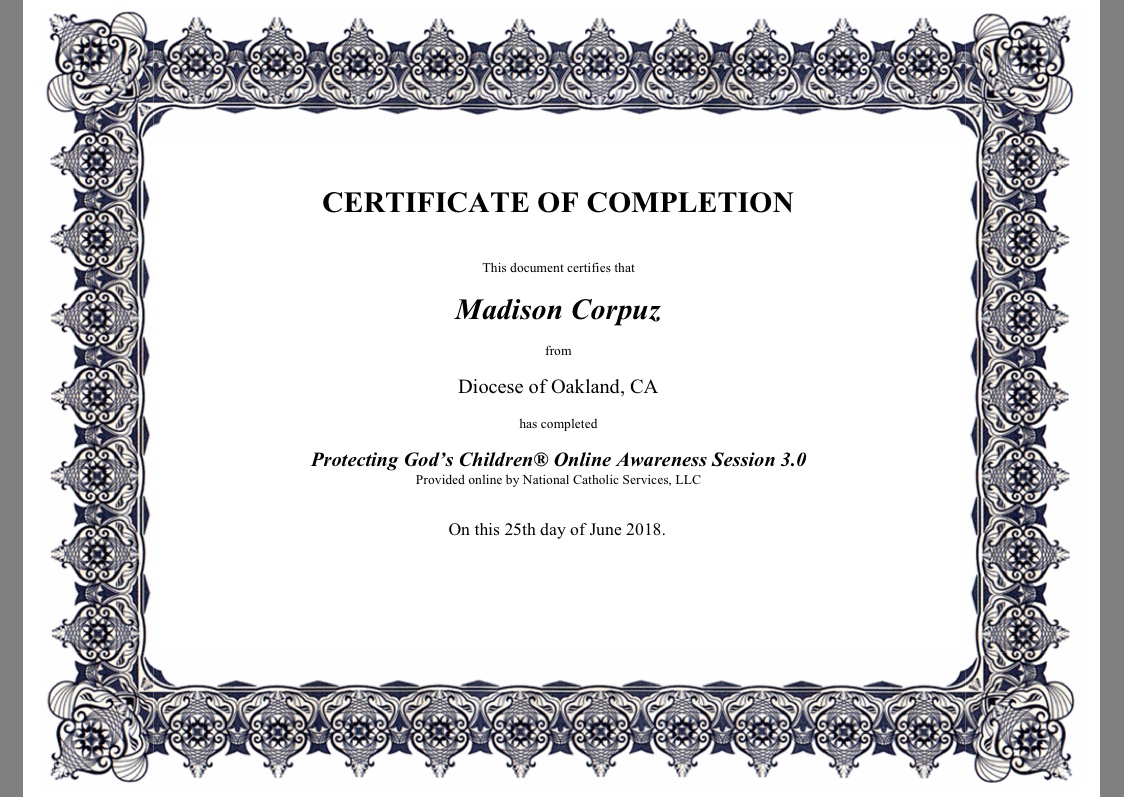 CERTIFICATE OF COMPLETION
This document certifies that
Madison Corpuz
from
Diocese of Oakland, CA
has completed
Protecting God’s Children® Online Awareness Session 3.0
Provided online by National Catholic Services, LLC
On this 25th day of June 2018.